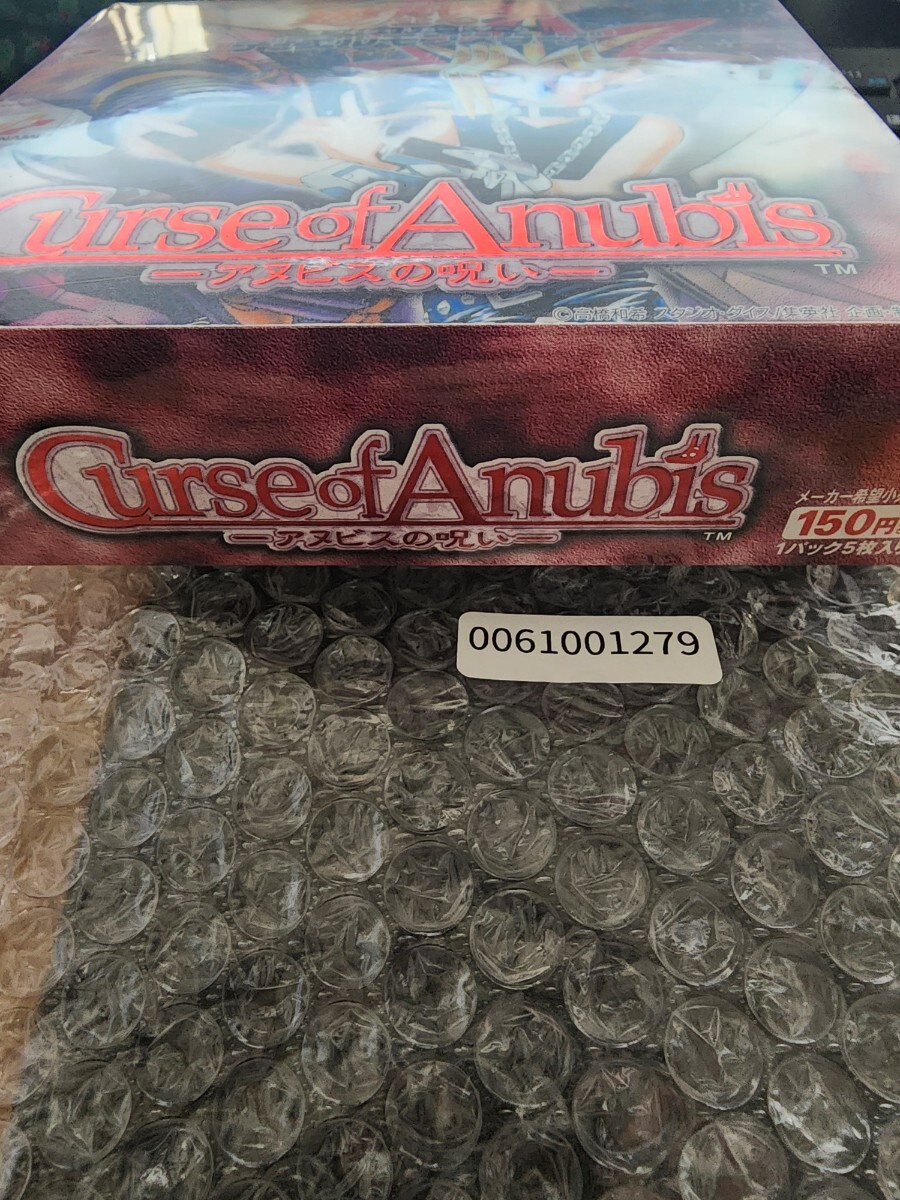 Curse of Anubis
ーアヌビスの呪いー
TM
©高橋和希 スタジオ・ダイス/集英社 企画・
Curse of Anubis
ーアヌビスの呪いー
TM
メーカー希望小
150円
1パック5枚入り
0061001279